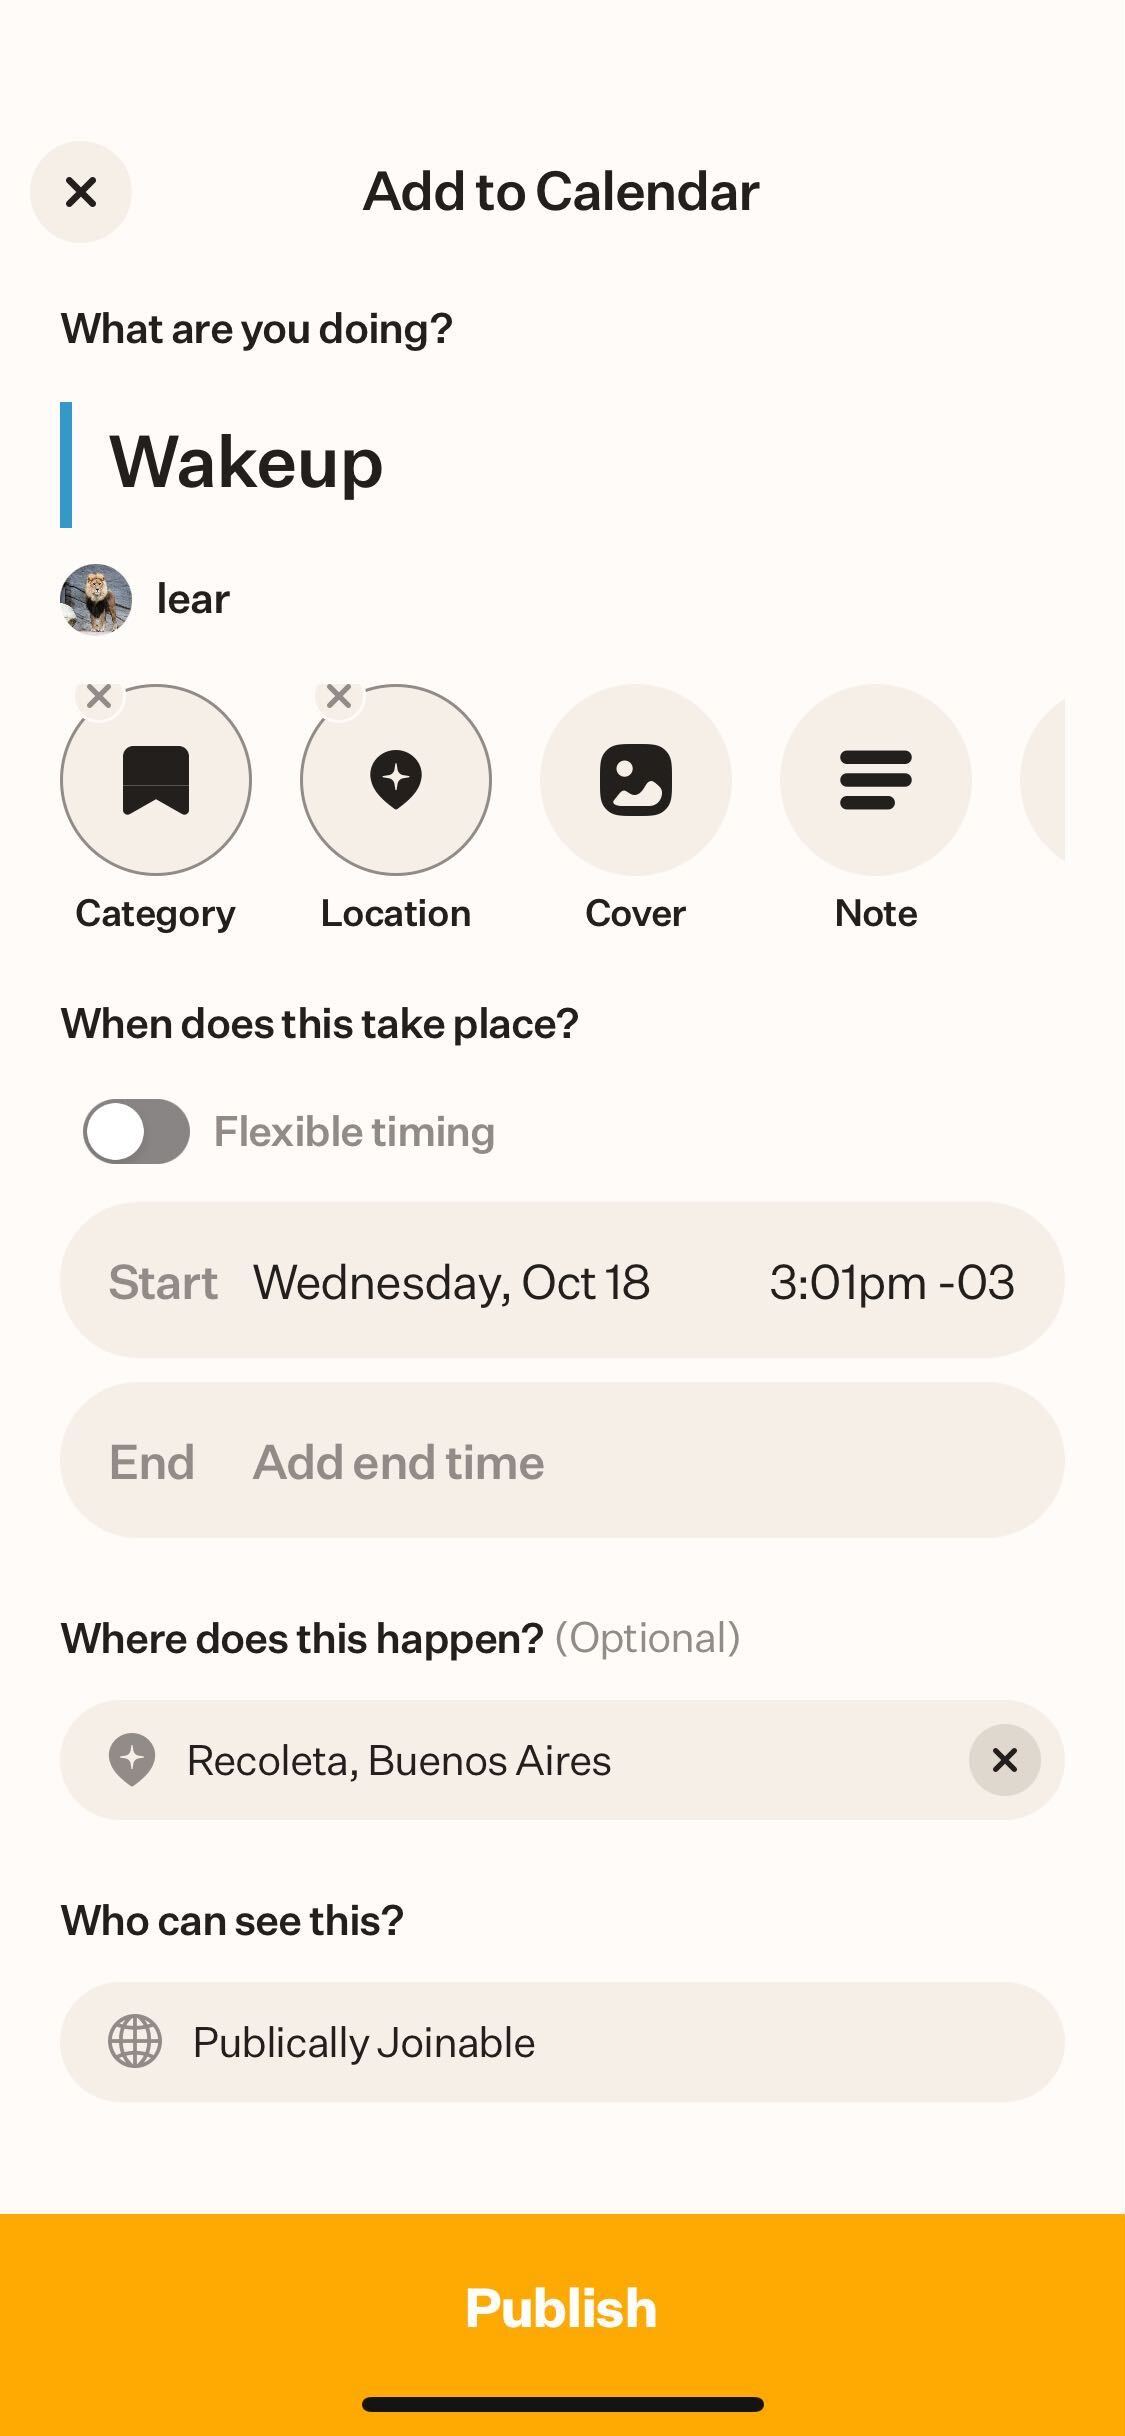 Add to Calendar
What are you doing?
Wakeup
lear
Category Location Cover Note
When does this take place?
Flexible timing
Start Wednesday, Oct 18 3:01pm -03
End Add end time
Where does this happen? (Optional)
Recoleta, Buenos Aires
Who can see this?
Publically Joinable
Publish